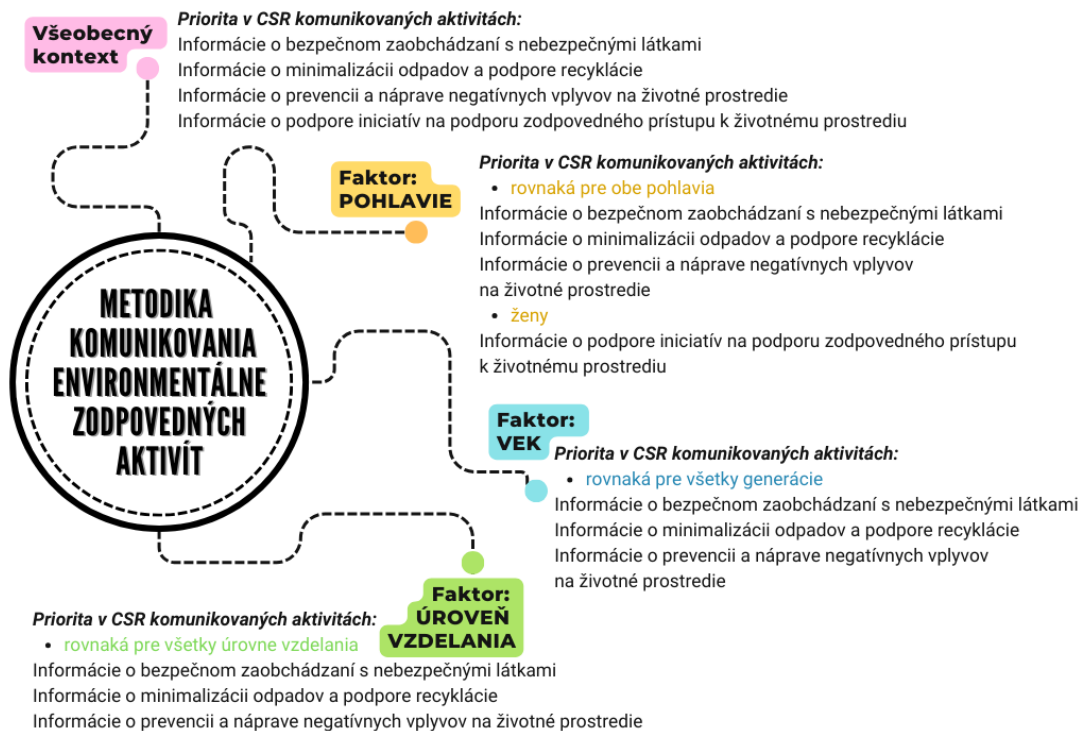 Všeobecný
kontext
Priorita v CSR komunikovaných aktivitách:
Informácie o bezpečnom zaobchádzaní s nebezpečnými látkami
Informácie o minimalizácii odpadov a podpore recyklácie
Informácie o prevencii a náprave negatívnych vplyvov na životné prostredie
Informácie o podpore iniciatív na podporu zodpovedného prístupu k životnému prostrediu
Faktor:
POHLAVIE
Priorita v CSR komunikovaných aktivitách:
• rovnaká pre obe pohlavia
Informácie o bezpečnom zaobchádzaní s nebezpečnými látkami
Informácie o minimalizácii odpadov a podpore recyklácie
Informácie o prevencii a náprave negatívnych vplyvov
na životné prostredie
• ženy
Informácie o podpore iniciatív na podporu zodpovedného prístupu
k životnému prostrediu
METODIKA
KOMUNIKOVANIA
ENVIRONMENTÁLNE
ZODPOVEDNÝCH
AKTIVÍT
Faktor:
VEK
Priorita v CSR komunikovaných aktivitách:
• rovnaká pre všetky generácie
Informácie o bezpečnom zaobchádzaní s nebezpečnými látkami
Informácie o minimalizácii odpadov a podpore recyklácie
Informácie o prevencii a náprave negatívnych vplyvov
na životné prostredie
Faktor:
ÚROVEŇ
VZDELANIA
Priorita v CSR komunikovaných aktivitách:
• rovnaká pre všetky úrovne vzdelania
Informácie o bezpečnom zaobchádzaní s nebezpečnými látkami
Informácie o minimalizácii odpadov a podpore recyklácie
Informácie o prevencii a náprave negatívnych vplyvov na životné prostredie